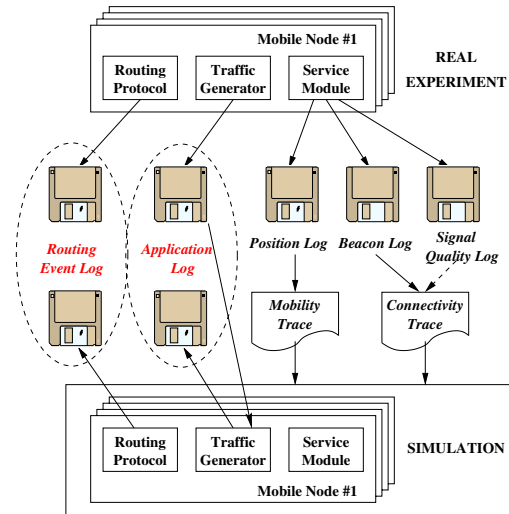 Mobile Node #1
Routing
Protocol
Traffic
Generator
Service
Module
REAL
EXPERIMENT
Routing
Event Log
Application
Log
Position Log
Beacon Log
Signal
Quality Log
Mobility
Trace
Connectivity
Trace
Routing
Protocol
Traffic
Generator
Service
Module
SIMULATION
Mobile Node #1